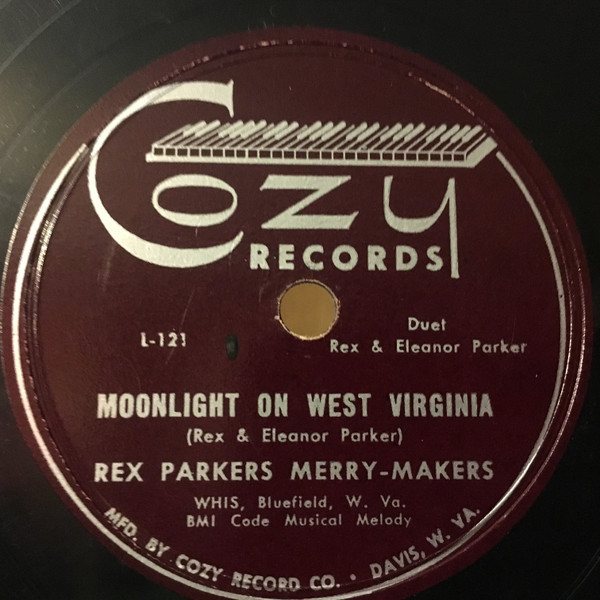 Cozy
RECORDS
L-121
Duet
Rex & Eleanor Parker
MOONLIGHT ON WEST VIRGINIA
(Rex & Eleanor Parker)
REX PARKERS MERRY-MAKERS
WHIS, Bluefield, W. Va.
BMI Code Musical Melody
MFD. BY COZY RECORD CO. • DAVIS, W. VA.